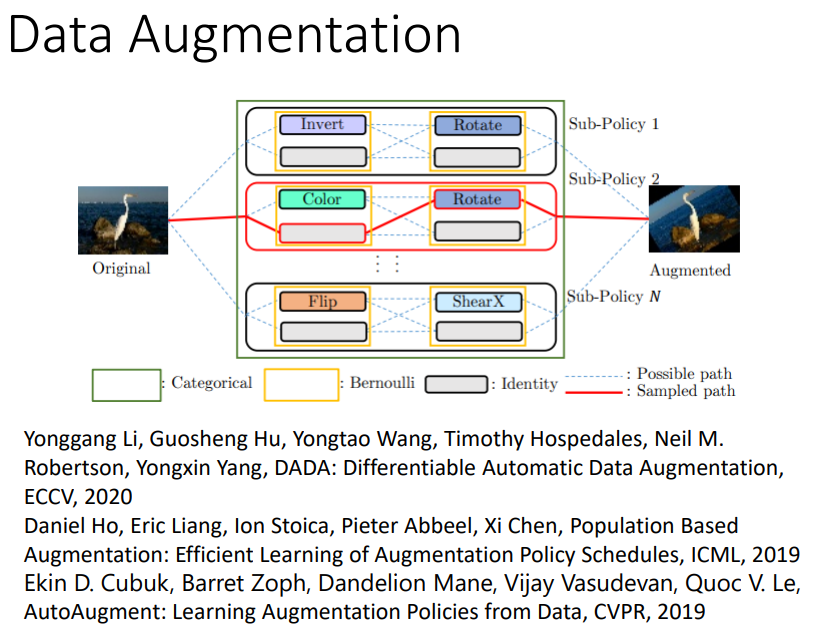 Data Augmentation
Invert
Rotate
Sub-Policy 1
Sub-Policy 2
Color
Rotate
Original
Augmented
Flip
ShearX
Sub-Policy N
: Categorical
: Bernoulli
: Identity
: Possible path
: Sampled path
Yonggang Li, Guosheng Hu, Yongtao Wang, Timothy Hospedales, Neil M.
Robertson, Yongxin Yang, DADA: Differentiable Automatic Data Augmentation,
ECCV, 2020
Daniel Ho, Eric Liang, Ion Stoica, Pieter Abbeel, Xi Chen, Population Based
Augmentation: Efficient Learning of Augmentation Policy Schedules, ICML, 2019
Ekin D. Cubuk, Barret Zoph, Dandelion Mane, Vijay Vasudevan, Quoc V. Le,
AutoAugment: Learning Augmentation Policies from Data, CVPR, 2019